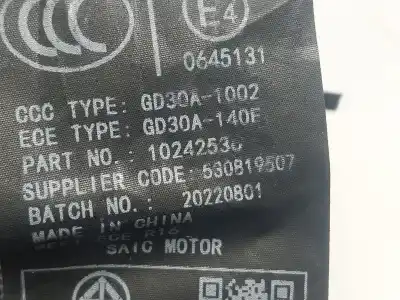 CCC
E4
0645131
CCC TYPE: GD30A-1002
ECE TYPE: GD30A-140E
PART NO.: 10242530
SUPPLIER CODE: 530819507
BATCH NO.: 20220801
MADE IN CHINA
SAIC MOTOR